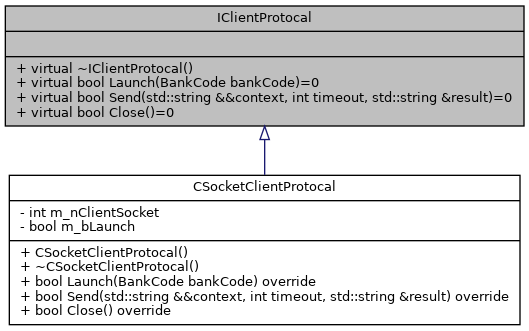 IClientProtocal
+ virtual ~IClientProtocal()
+ virtual bool Launch(BankCode bankCode)=0
+ virtual bool Send(std::string &&context, int timeout, std::string &result)=0
+ virtual bool Close()=0
CSocketClientProtocal
- int m_nClientSocket
- bool m_bLaunch
+ CSocketClientProtocal()
+ ~CSocketClientProtocal()
+ bool Launch(BankCode bankCode) override
+ bool Send(std::string &&context, int timeout, std::string &result) override
+ bool Close() override